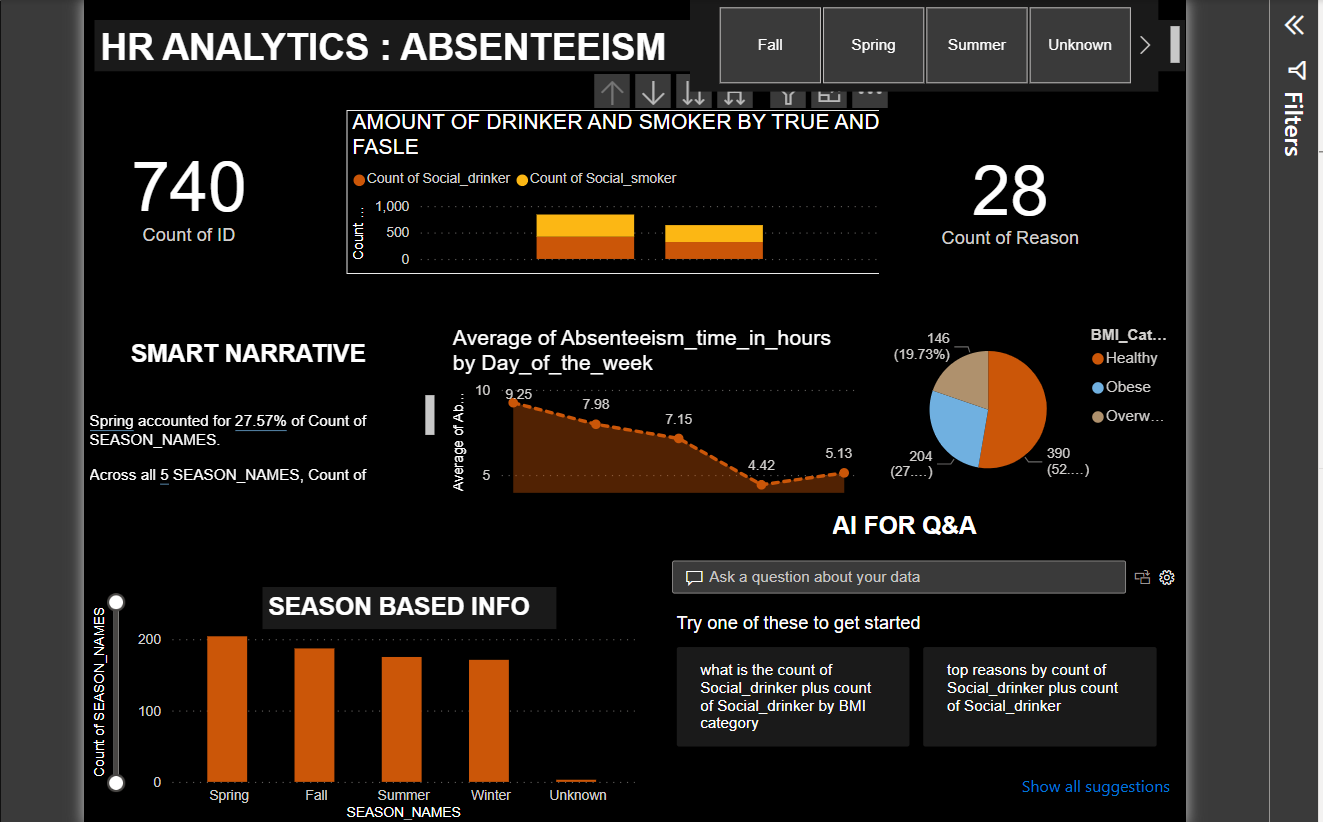 HR ANALYTICS : ABSENTEEISM
Fall
Spring
Summer
Unknown
Filters
740
Count of ID
AMOUNT OF DRINKER AND SMOKER BY TRUE AND
FASLE
Count of Social_drinker
Count of Social_smoker
Count ...
1,000
500
0
28
Count of Reason
SMART NARRATIVE
Spring accounted for 27.57% of Count of
SEASON_NAMES.
Across all 5 SEASON_NAMES, Count of
Average of Absenteeism_time_in_hours
by Day_of_the_week
Average of Ab...
10
5
9.25
7.98
7.15
4.42
5.13
BMI_Cat...
Healthy
Obese
Overw...
146
(19.73%)
204
(27....)
390
(52....)
AI FOR Q&A
Ask a question about your data
Try one of these to get started
what is the count of
Social_drinker plus count
of Social_drinker by BMI
category
top reasons by count of
Social_drinker plus count
of Social_drinker
Show all suggestions
SEASON BASED INFO
Count of SEASON_NAMES
200
100
0
Spring
Fall
Summer
Winter
Unknown
SEASON_NAMES